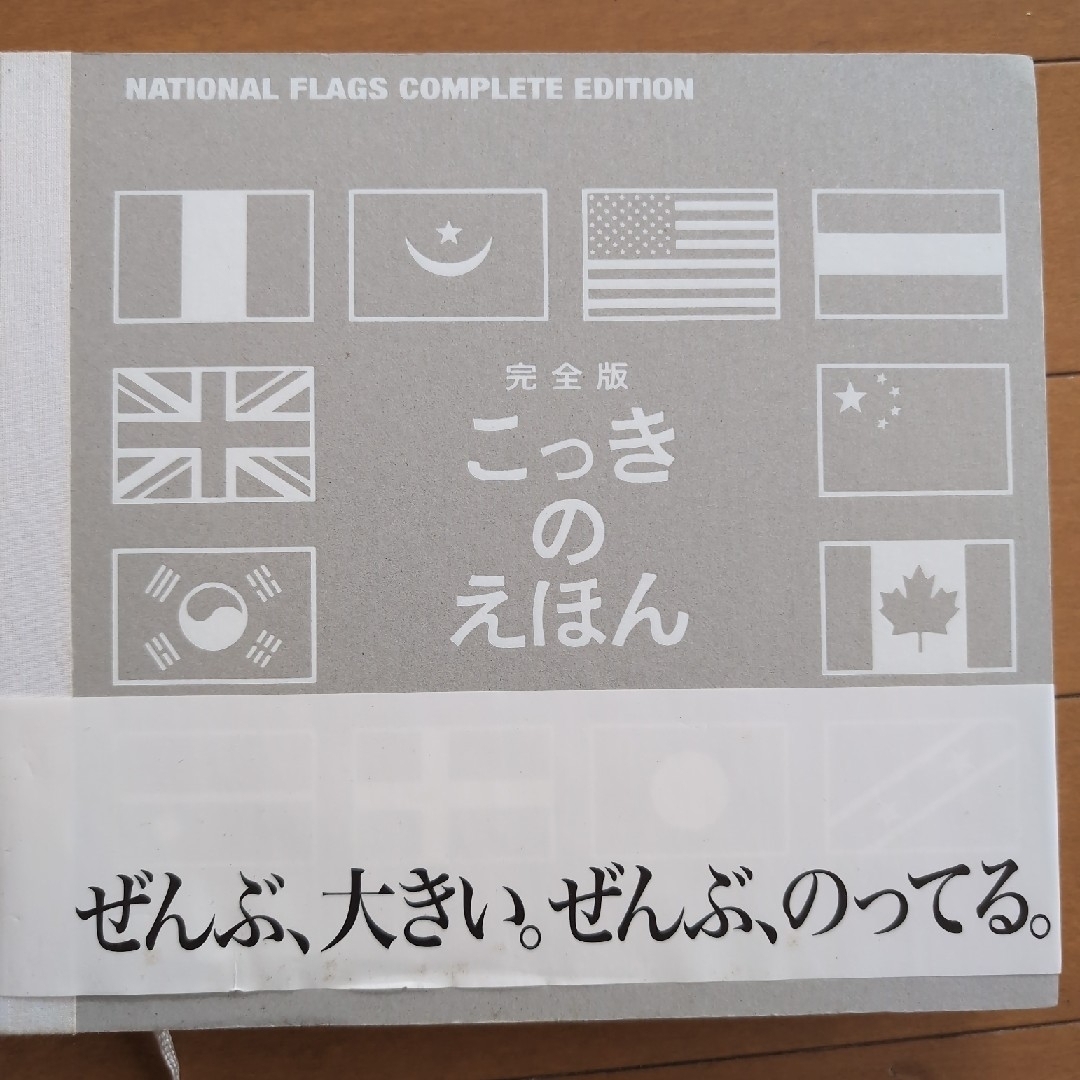 NATIONAL FLAGS COMPLETE EDITION
完全版
こっき
の
えほん
ぜんぶ、大きい。ぜんぶ、のってる。